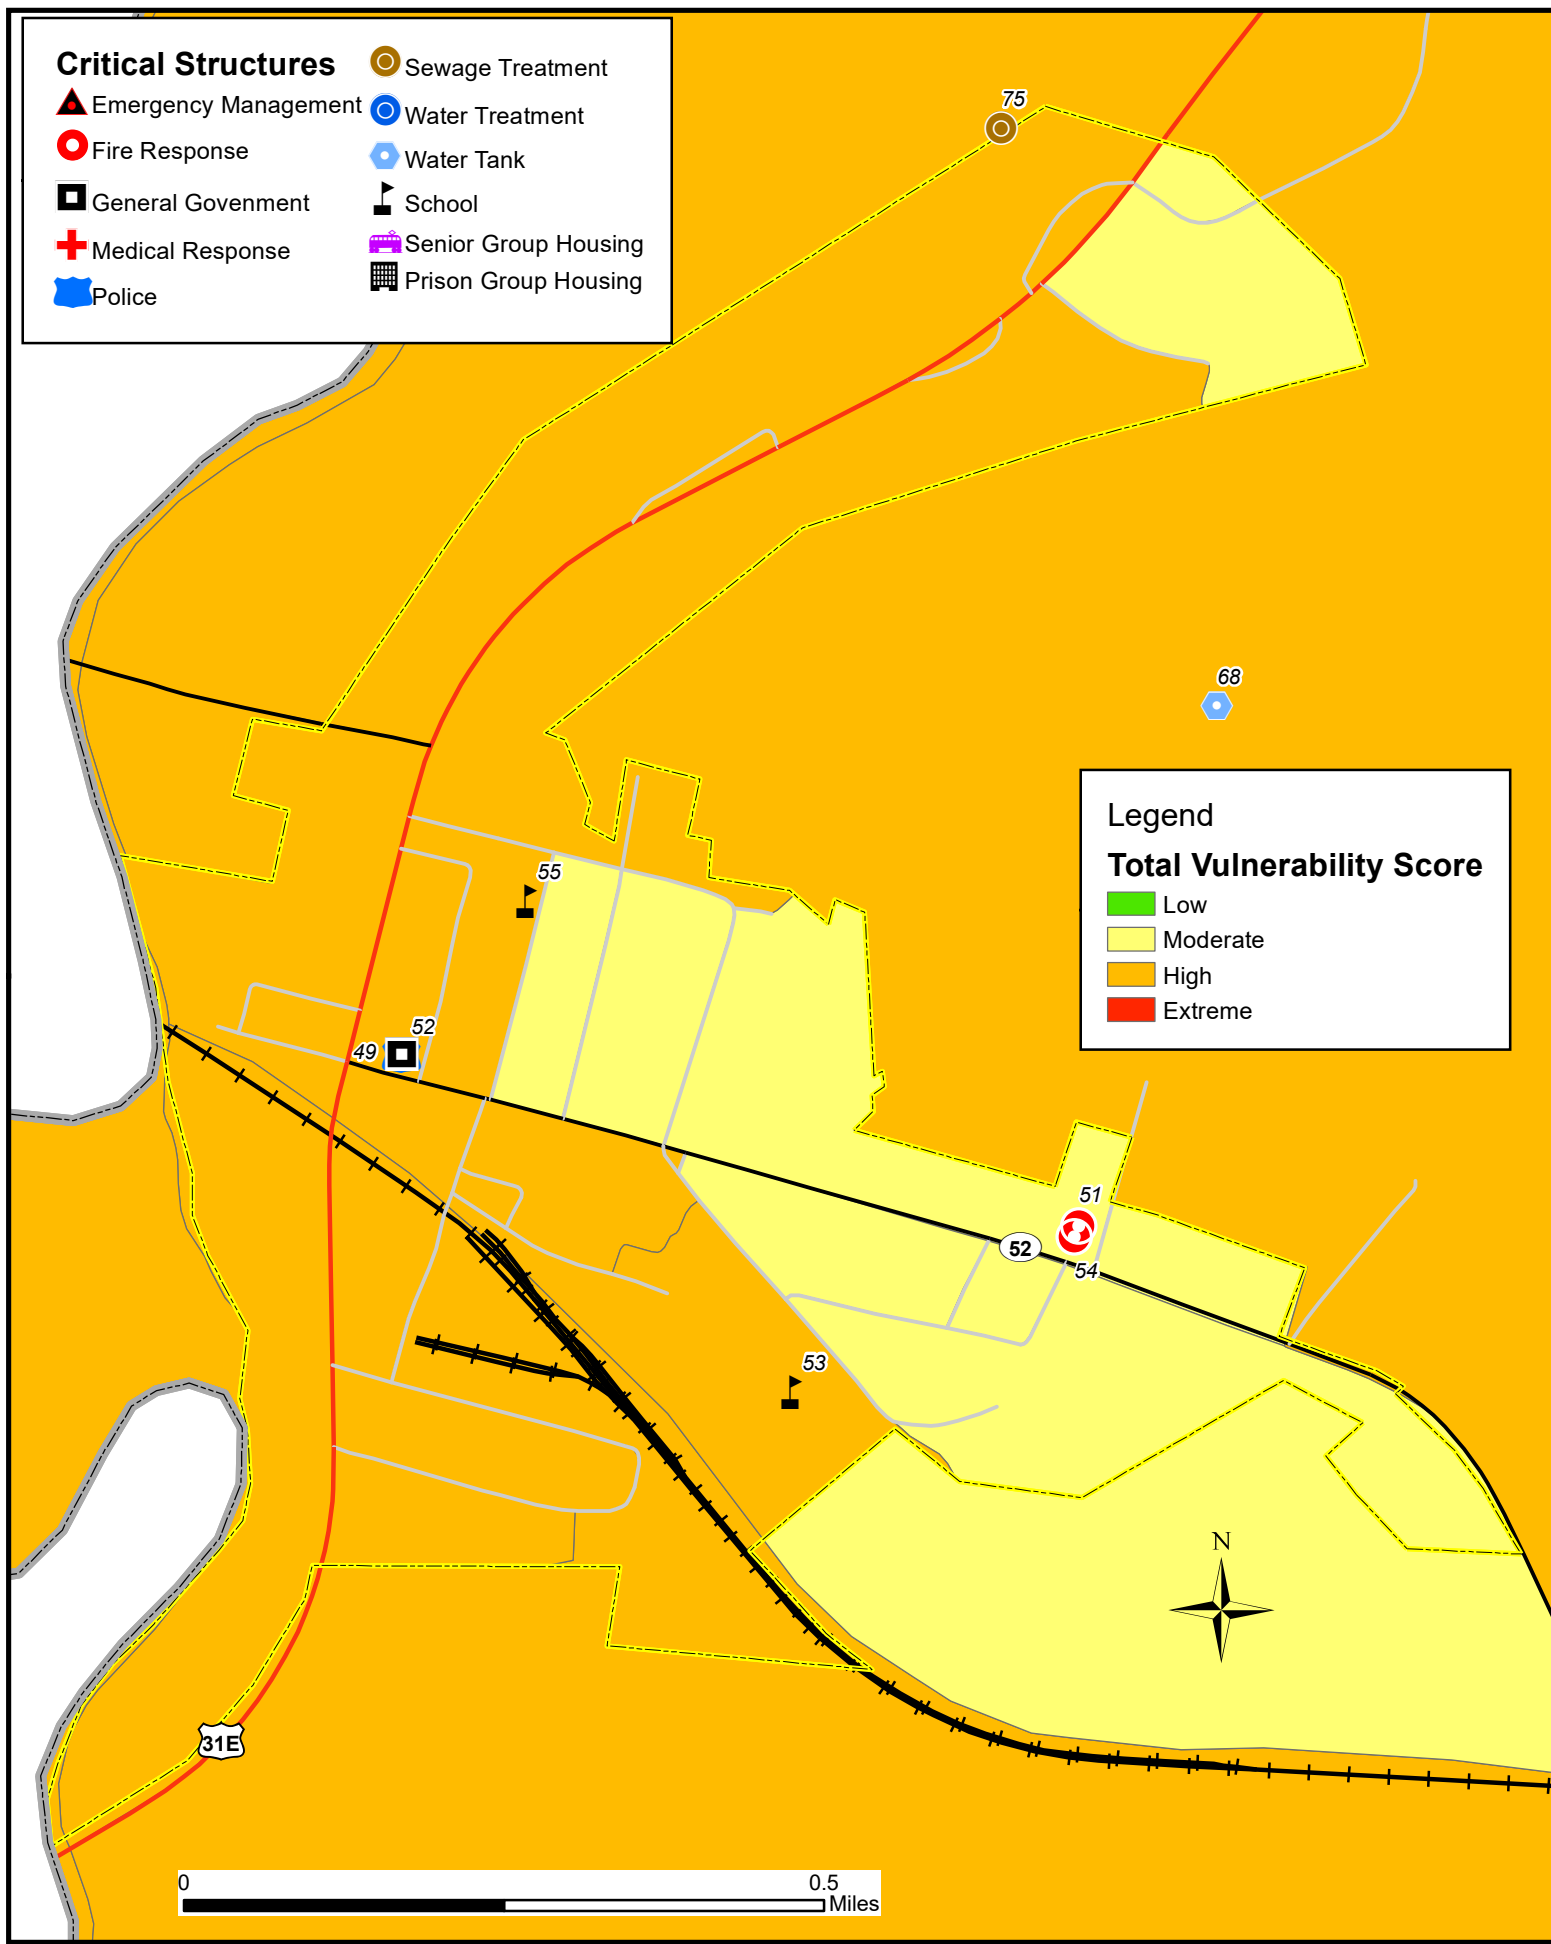 Critical Structures
Emergency Management
Fire Response
General Govenment
Medical Response
Police
Sewage Treatment
Water Treatment
Water Tank
School
Senior Group Housing
Prison Group Housing
75
68
Legend
Total Vulnerability Score
Low
Moderate
High
Extreme
55
52
49
51
52
54
53
N
31E
0
0.5
Miles